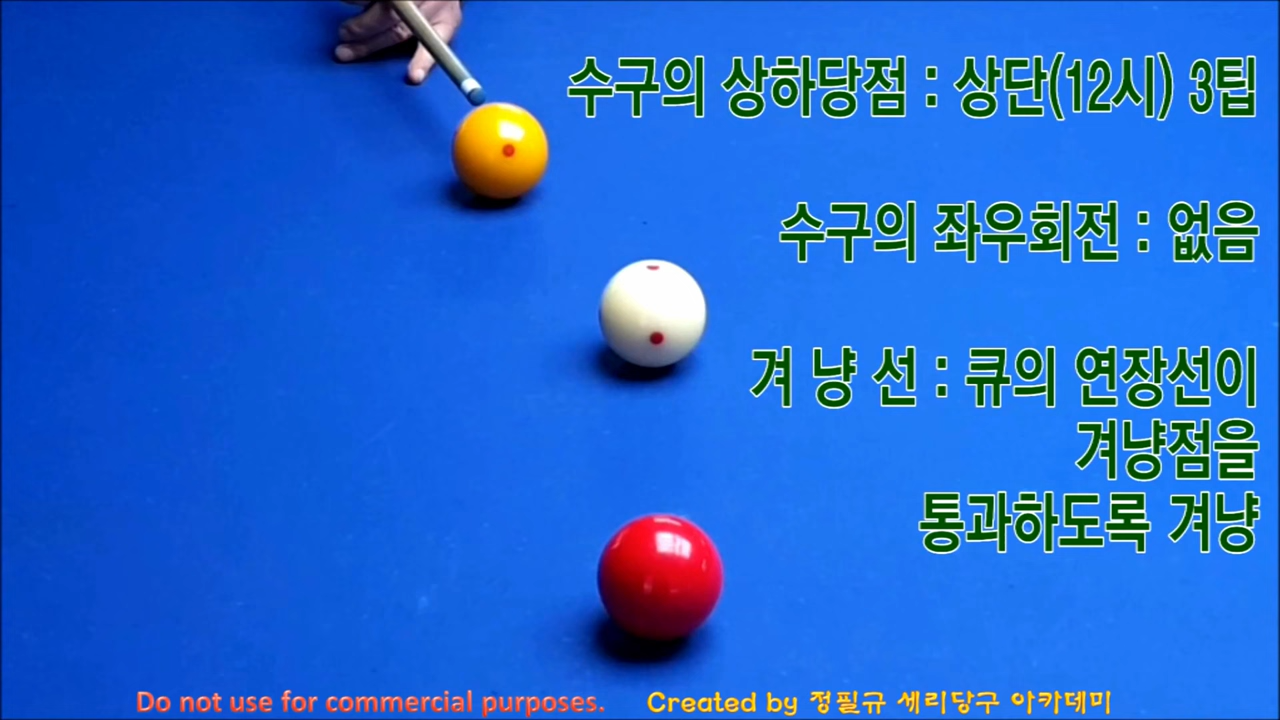 수구의 상하당점 : 상단(12시) 3팁
수구의 좌우회전 : 없음
겨 냥 선 : 큐의 연장선이
겨냥점을
통과하도록 겨냥
Do not use for commercial purposes. Created by 정필규 세리당구 아카데미